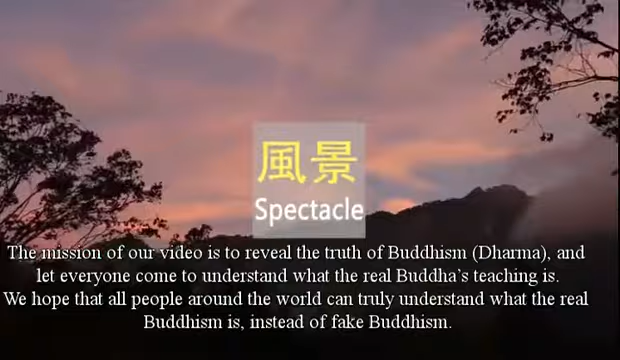 風景
Spectacle
The mission of our video is to reveal the truth of Buddhism (Dharma), and
let everyone come to understand what the real Buddha's teaching is.
We hope that all people around the world can truly understand what the real
Buddhism is, instead of fake Buddhism.